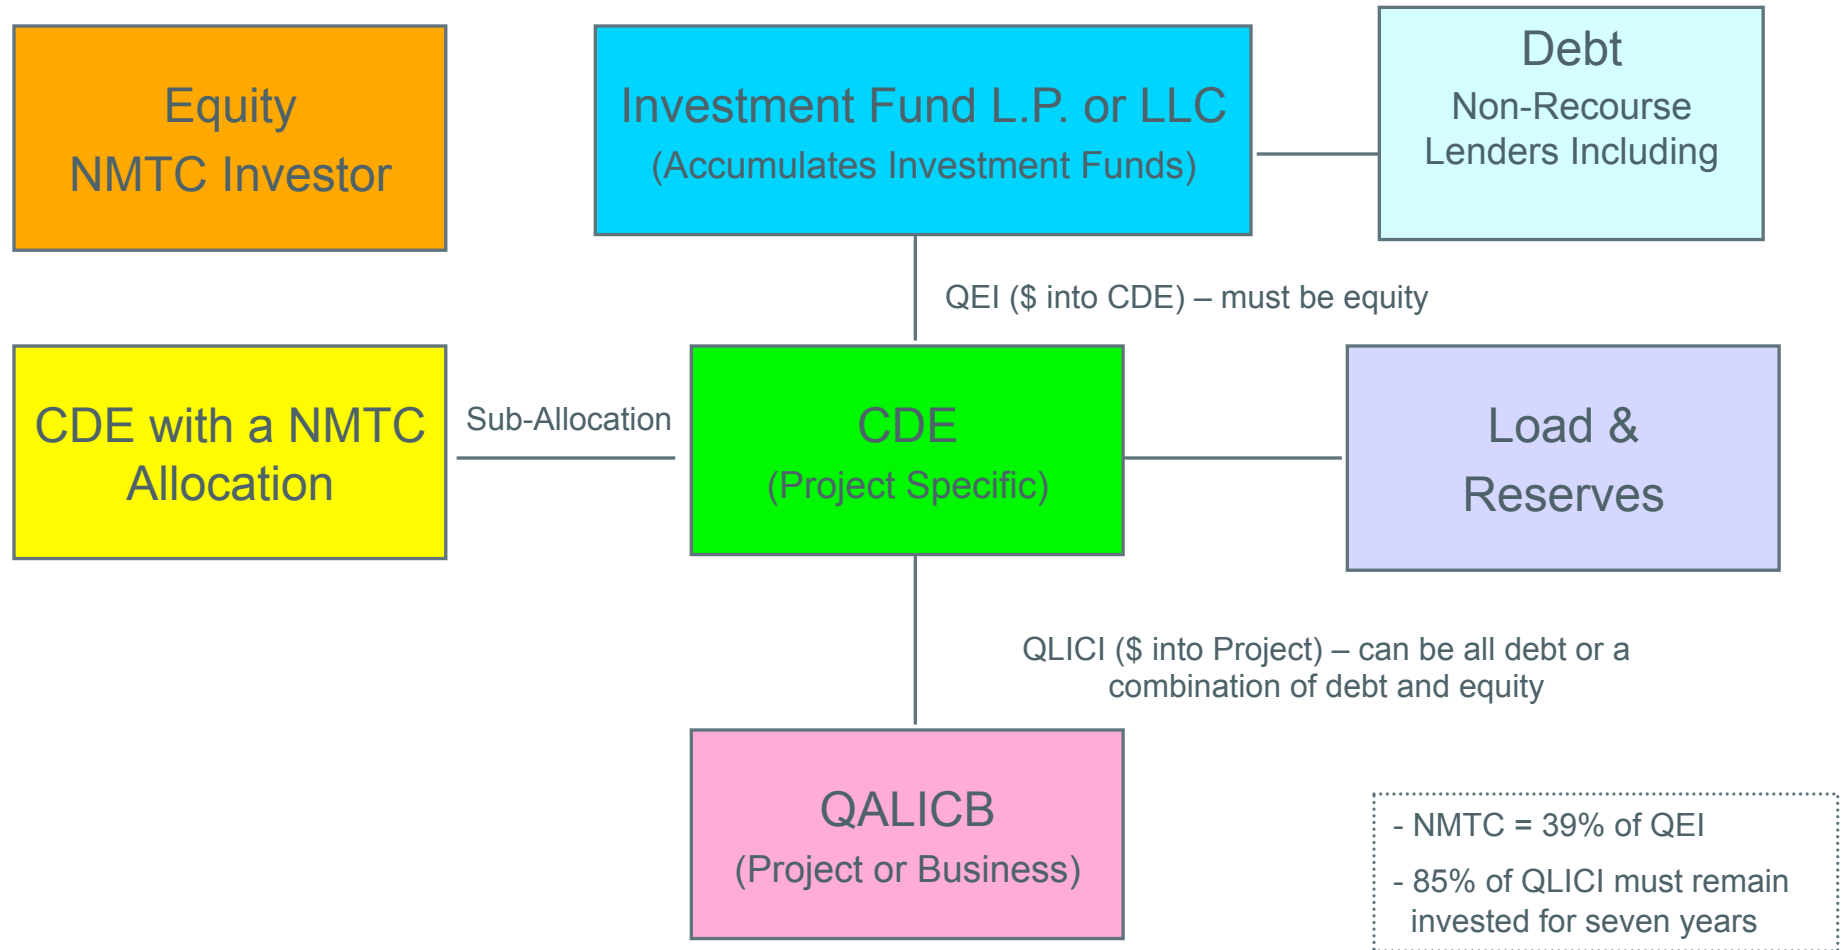 Equity
NMTC Investor
Investment Fund L.P. or LLC
(Accumulates Investment Funds)
Debt
Non-Recourse
Lenders Including
QEI ($ into CDE) – must be equity
CDE with a NMTC
Allocation
Sub-Allocation
CDE
(Project Specific)
Load &
Reserves
QLICI ($ into Project) – can be all debt or a
combination of debt and equity
QALICB
(Project or Business)
- NMTC = 39% of QEI
- 85% of QLICI must remain
invested for seven years